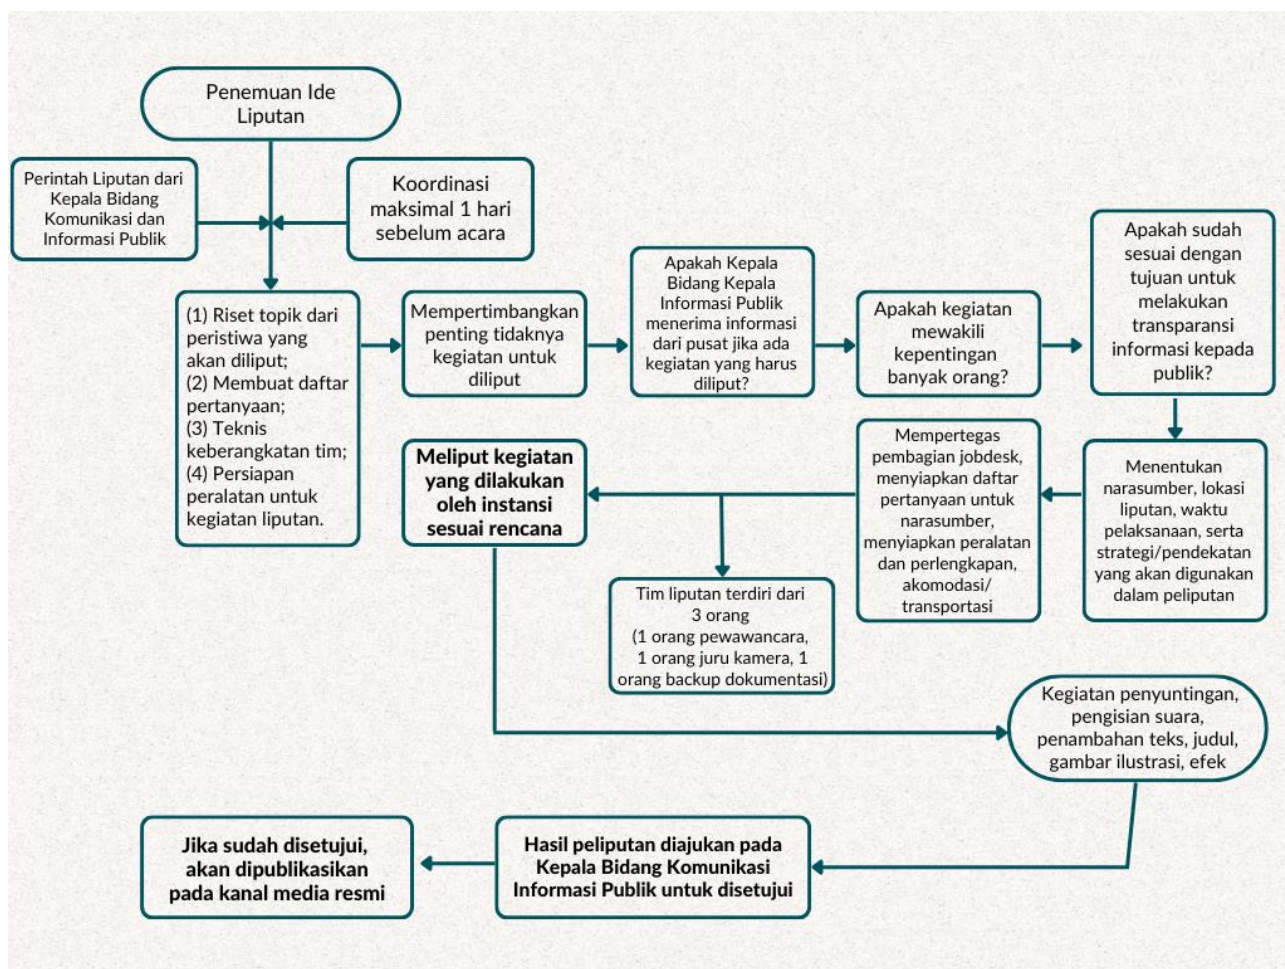 Penemuan Ide
Liputan
Perintah Liputan dari
Kepala Bidang
Komunikasi dan
Informasi Publik
Koordinasi
maksimal 1 hari
sebelum acara
(1) Riset topik dari
peristiwa yang
akan diliput;
(2) Membuat daftar
pertanyaan;
(3) Teknis
keberangkatan tim;
(4) Persiapan
peralatan untuk
kegiatan liputan.
Mempertimbangkan
penting tidaknya
kegiatan untuk
diliput
Apakah Kepala
Bidang Kepala
Informasi Publik
menerima informasi
dari pusat jika ada
kegiatan yang harus
diliput?
Apakah kegiatan
mewakili
kepentingan
banyak orang?
Apakah sudah
sesuai dengan
tujuan untuk
melakukan
transparansi
informasi kepada
publik?
Menentukan
narasumber, lokasi
liputan, waktu
pelaksanaan, serta
strategi/pendekatan
yang akan digunakan
dalam peliputan
Mempertegas
pembagian jobdesk,
menyiapkan daftar
pertanyaan untuk
narasumber,
menyiapkan peralatan
dan perlengkapan,
akomodasi/
transportasi
Tim liputan terdiri dari
3 orang
(1 orang pewawancara,
1 orang juru kamera, 1
orang backup dokumentasi)
Meliput kegiatan
yang dilakukan
oleh instansi
sesuai rencana
Kegiatan penyuntingan,
pengisian suara,
penambahan teks, judul,
gambar ilustrasi, efek
Hasil peliputan diajukan pada
Kepala Bidang Komunikasi
Informasi Publik untuk disetujui
Jika sudah disetujui,
akan dipublikasikan
pada kanal media resmi